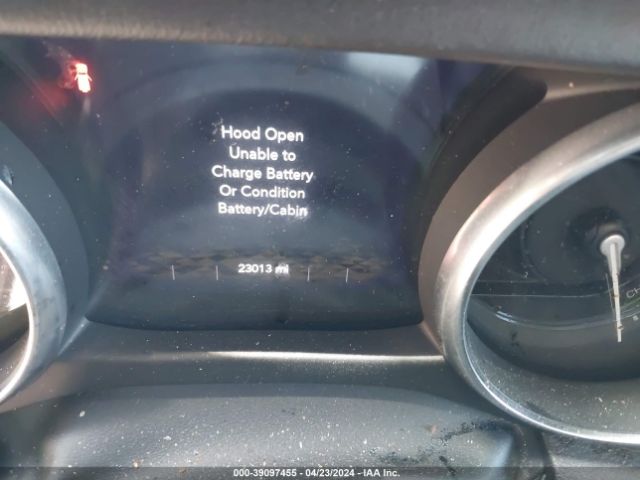 Hood Open
Unable to
Charge Battery
Or Condition
Battery/Cabin
23013 mi
000-39097455 - 04/23/2024 - IAA Inc.